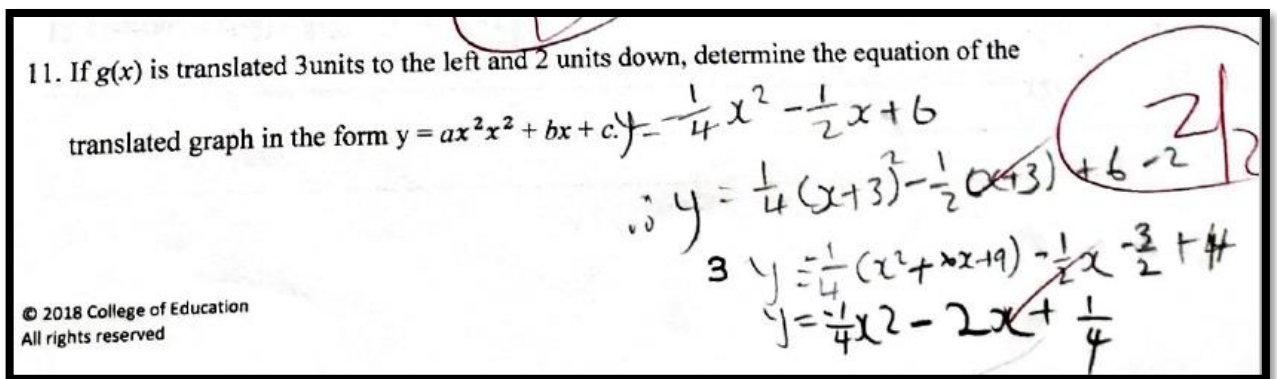 11. If g(x) is translated 3units to the left and 2 units down, determine the equation of the
translated graph in the form y = ax²x² + bx + c. y = -1/4 x² - 1/2 x + 6
∴ y = -1/4 (x+3)² - 1/2 (x+3) + 6 - 2
3 y = -1/4 (x² + 6x + 9) - 1/2 x - 3/2 + 4
y = -1/4 x2 - 2x + 1/4
2/2
© 2018 College of Education
All rights reserved